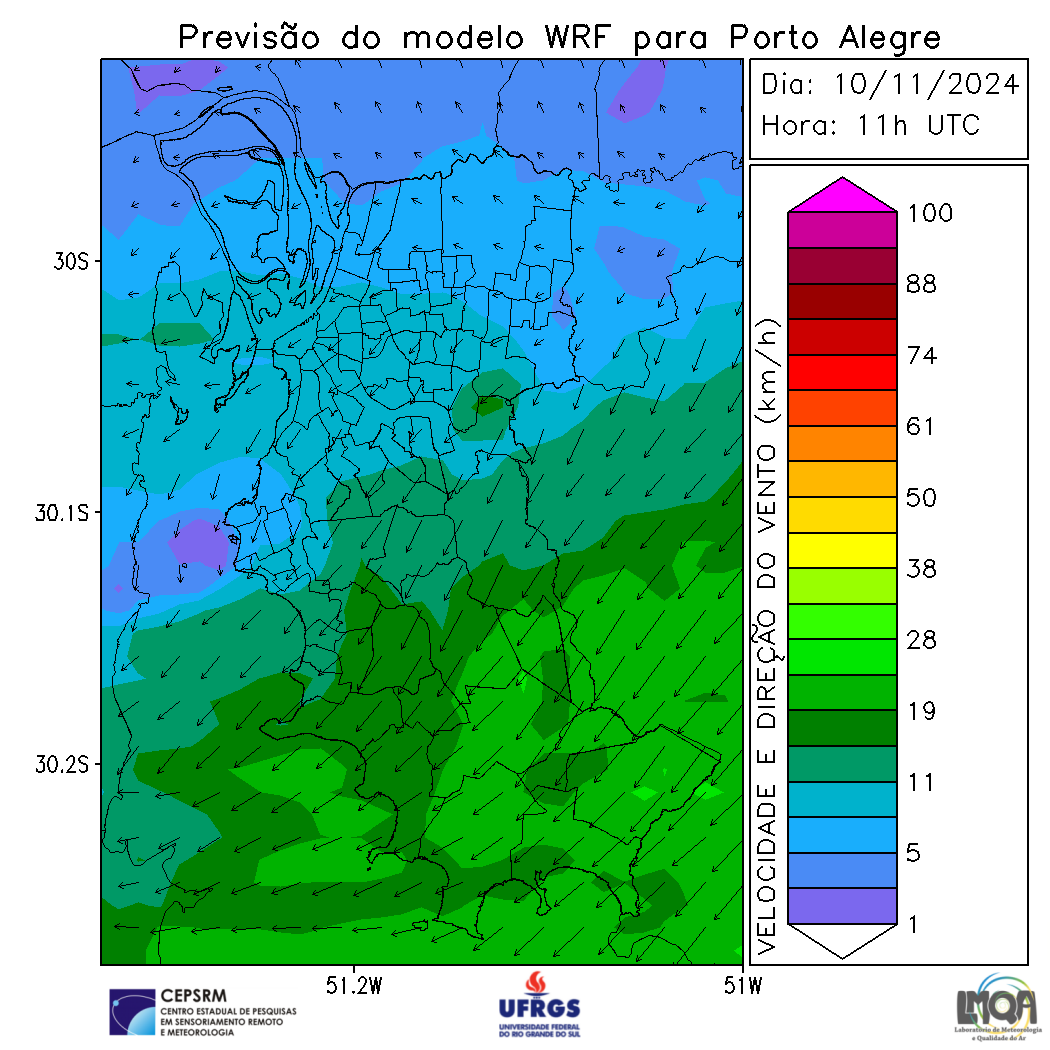 Previsão do modelo WRF para Porto Alegre
Dia: 10/11/2024
Hora: 11h UTC
30S
30.1S
30.2S
51.2W
51W
VELOCIDADE E DIREÇÃO DO VENTO (km/h)
100
88
74
61
50
38
28
19
11
5
1
CEPSRM
CENTRO ESTADUAL DE PESQUISAS
EM SENSORIAMENTO REMOTO
E METEOROLOGIA
UFRGS
UNIVERSIDADE FEDERAL
DO RIO GRANDE DO SUL
LMQA
Laboratório de Meteorologia
e Qualidade do Ar